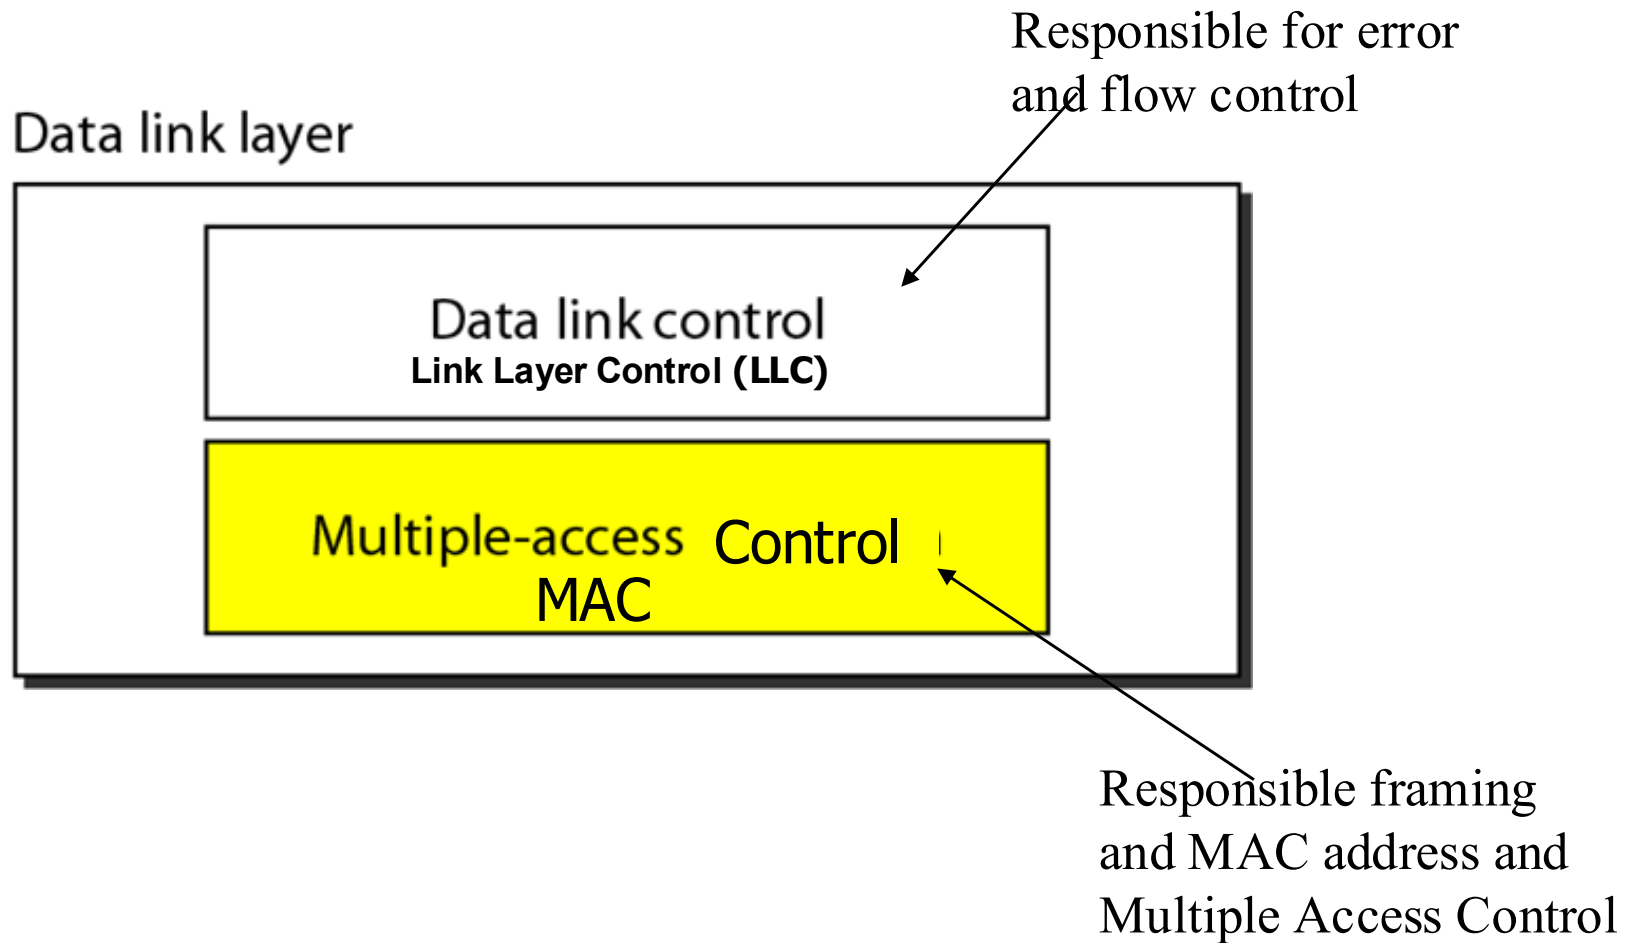 Responsible for error
and flow control
Data link layer
Data link control
Link Layer Control (LLC)
Multiple-access Control
MAC
Responsible framing
and MAC address and
Multiple Access Control